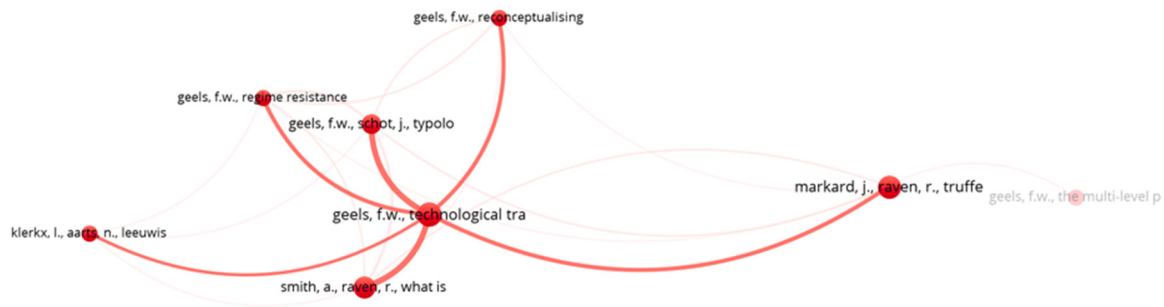 geels, f.w., reconceptualising
geels, f.w., regime resistance
geels, f.w., schot, j., typolo
markard, j., raven, r., truffe
geels, f.w., the multi-level p
geels, f.w., technological tra
klerkx, l., aarts, n., leeuwis
smith, a., raven, r., what is